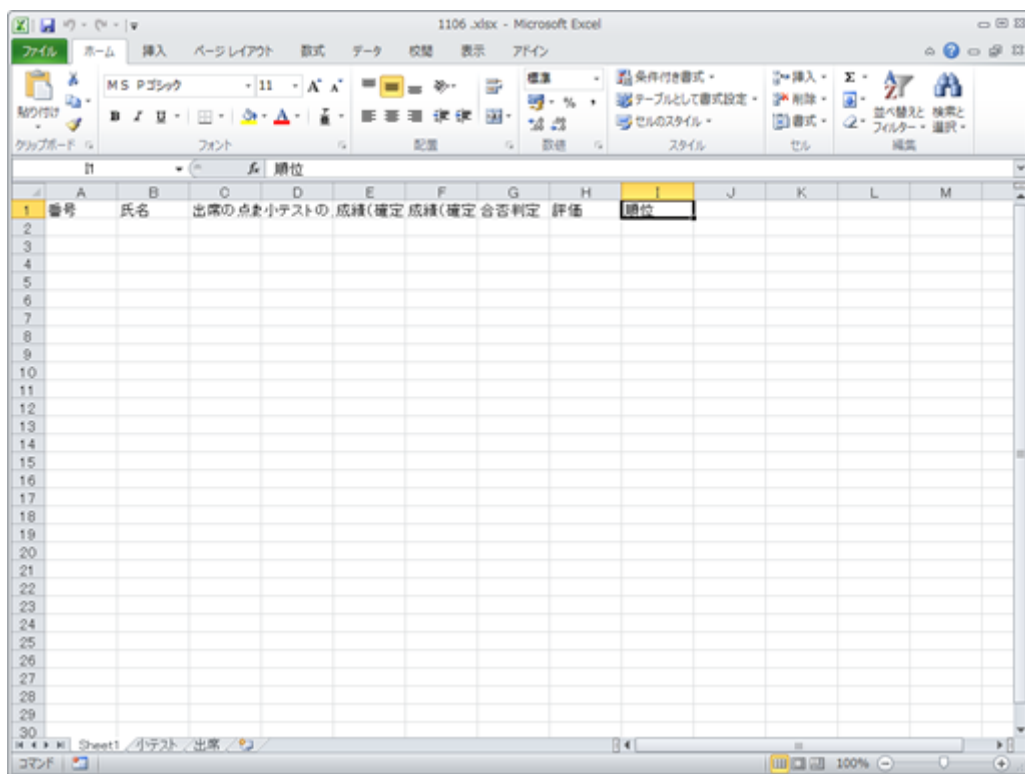 1106 .xlsx - Microsoft Excel
ファイル ホーム 挿入 ページ レイアウト 数式 データ 校閲 表示 アドイン
貼り付け
MS Pゴシック 11 A A
B I U A
標準
% ,
条件付き書式
テーブルとして書式設定
セルのスタイル
挿入
削除
書式
Σ
並べ替えと フィルター
検索と 選択
クリップボード フォント 配置 数値 スタイル セル 編集
I1 fx 順位
A B C D E F G H I J K L M
1 番号 氏名 出席の点 小テストの 成績(確定 成績(確定 合否判定 評価 順位
2
3
4
5
6
7
8
9
10
11
12
13
14
15
16
17
18
19
20
21
22
23
24
25
26
27
28
29
30
Sheet1 小テスト 出席
コマンド 100%